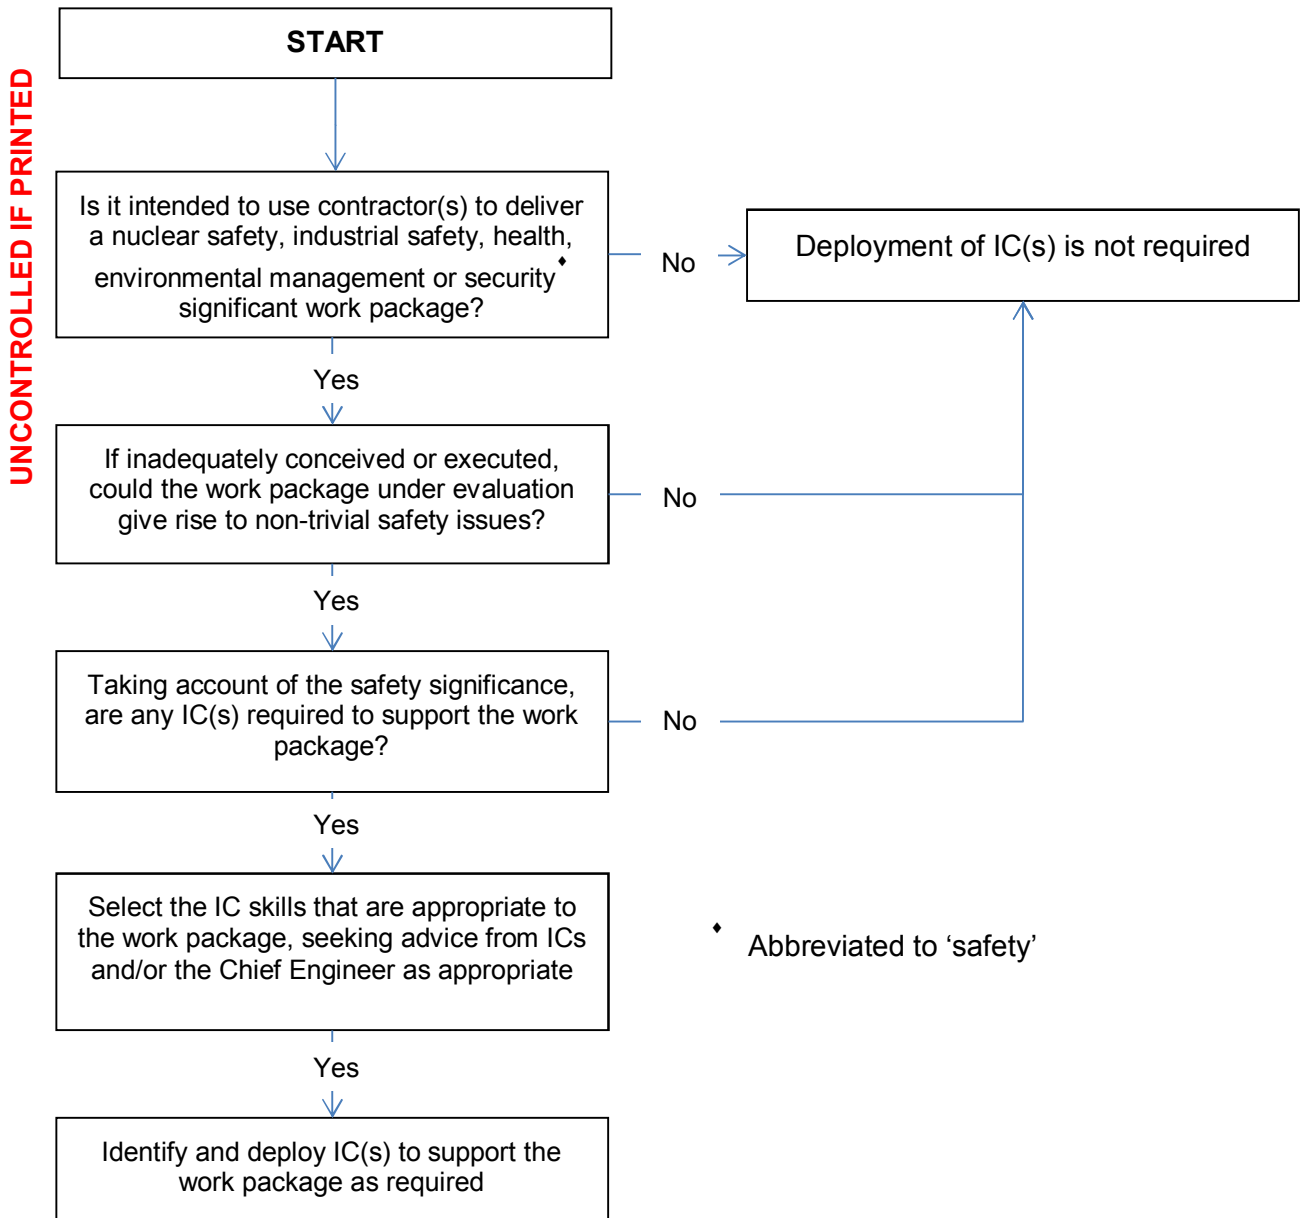 START
UNCONTROLLED IF PRINTED
Is it intended to use contractor(s) to deliver
a nuclear safety, industrial safety, health,
environmental management or security♦
significant work package?
No
Deployment of IC(s) is not required
Yes
If inadequately conceived or executed,
could the work package under evaluation
give rise to non-trivial safety issues?
No
Yes
Taking account of the safety significance,
are any IC(s) required to support the work
package?
No
Yes
Select the IC skills that are appropriate to
the work package, seeking advice from ICs
and/or the Chief Engineer as appropriate
♦ Abbreviated to ‘safety’
Yes
Identify and deploy IC(s) to support the
work package as required